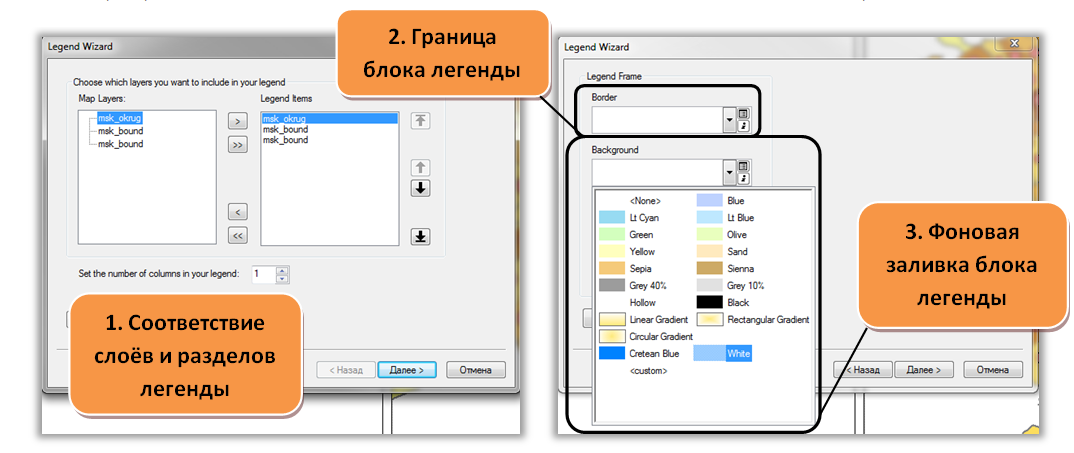 2. Граница
блока легенды
Legend Wizard
Choose which layers you want to include in your legend
Map Layers:
Legend Items
msk_okrug
msk_bound
msk_bound
>
>>
<
<<
msk_okrug
msk_bound
msk_bound
Set the number of columns in your legend:
1
1. Соответствие
слоёв и разделов
легенды
< Назад
Далее >
Отмена
Legend Wizard
Legend Frame
Border
Background
<None>
Blue
Lt Cyan
Lt Blue
Green
Olive
Yellow
Sand
Sepia
Sienna
Grey 40%
Grey 10%
Hollow
Black
Linear Gradient
Rectangular Gradient
Circular Gradient
Cretean Blue
White
<custom>
3. Фоновая
заливка блока
легенды
< Назад
Далее >
Отмена